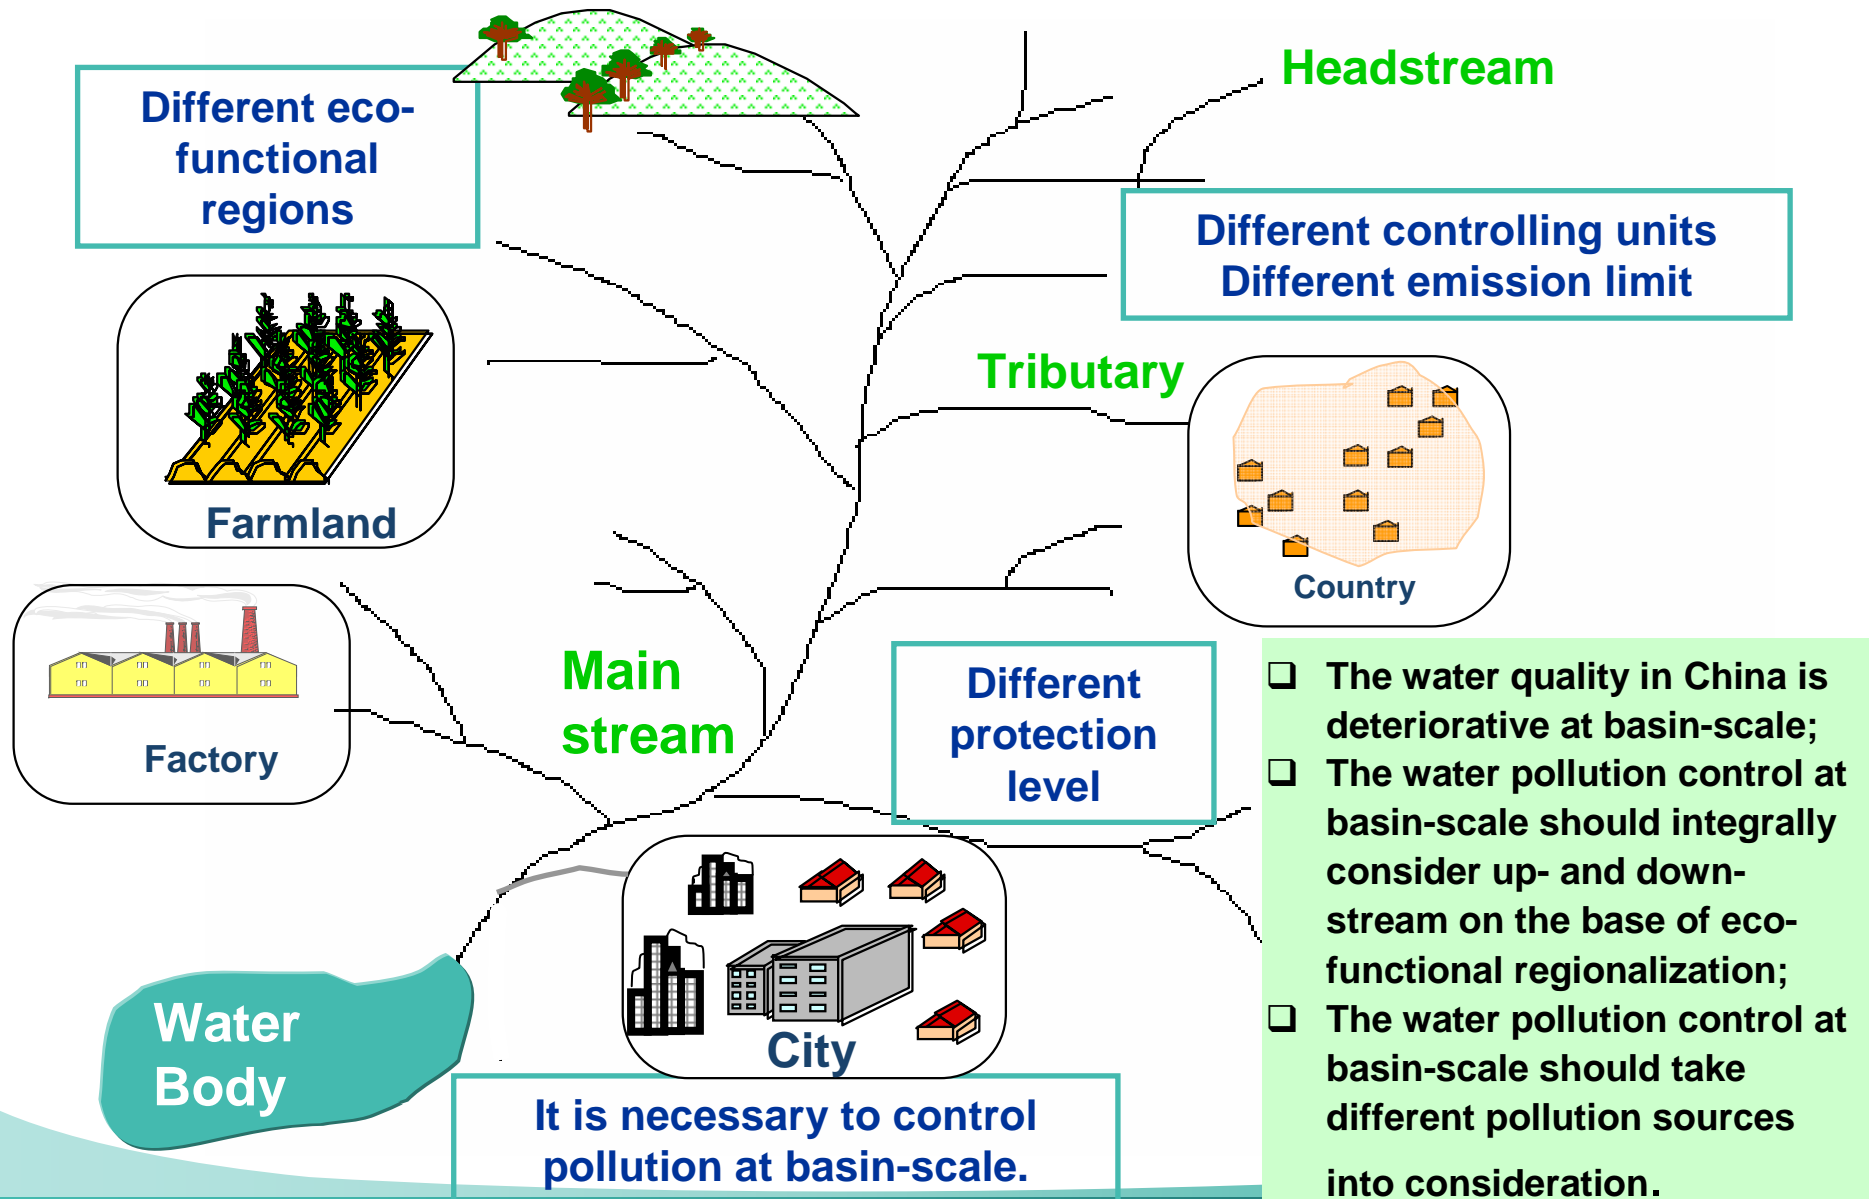 Headstream
Different eco-
functional
regions
Different controlling units
Different emission limit
Tributary
Farmland
Country
Main
stream
Factory
Different
protection
level
❑ The water quality in China is
deteriorative at basin-scale;
❑ The water pollution control at
basin-scale should integrally
consider up- and down-
stream on the base of eco-
functional regionalization;
❑ The water pollution control at
basin-scale should take
different pollution sources
into consideration.
Water
Body
City
It is necessary to control
pollution at basin-scale.